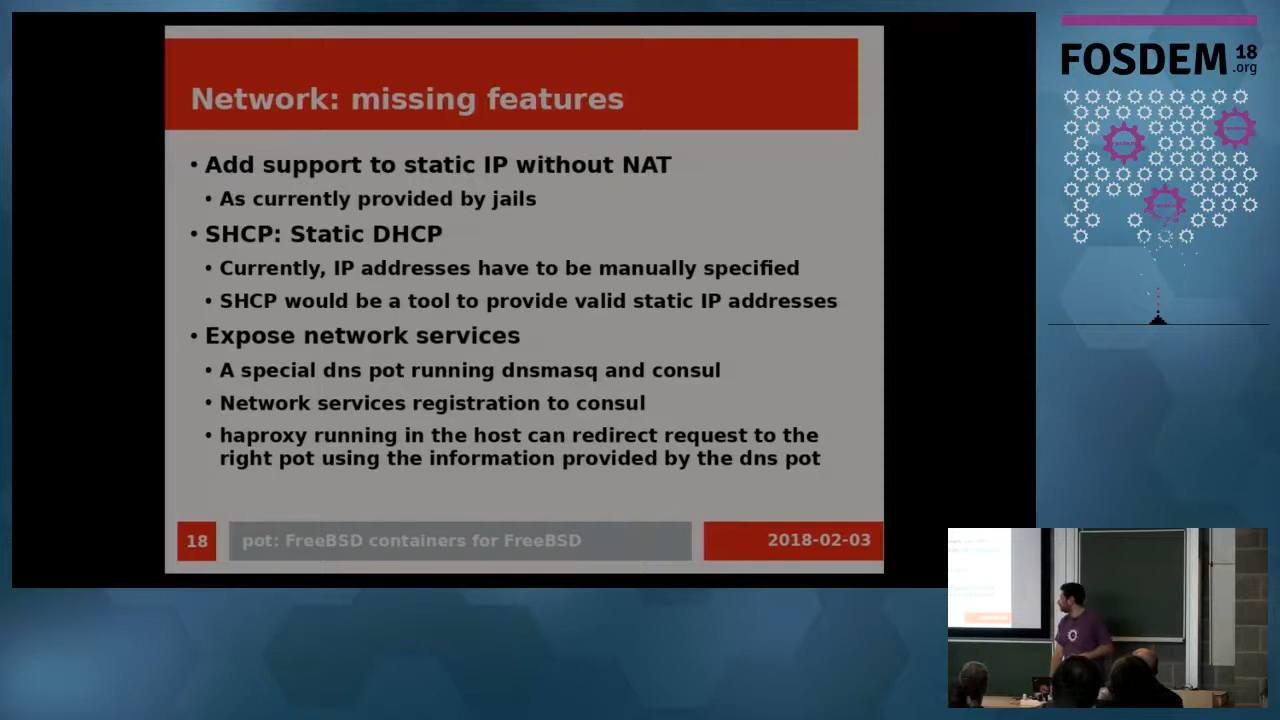 Network: missing features
• Add support to static IP without NAT
• As currently provided by jails
• SHCP: Static DHCP
• Currently, IP addresses have to be manually specified
• SHCP would be a tool to provide valid static IP addresses
• Expose network services
• A special dns pot running dnsmasq and consul
• Network services registration to consul
• haproxy running in the host can redirect request to the
right pot using the information provided by the dns pot
18
pot: FreeBSD containers for FreeBSD
2018-02-03
FOSDEM 18
.org